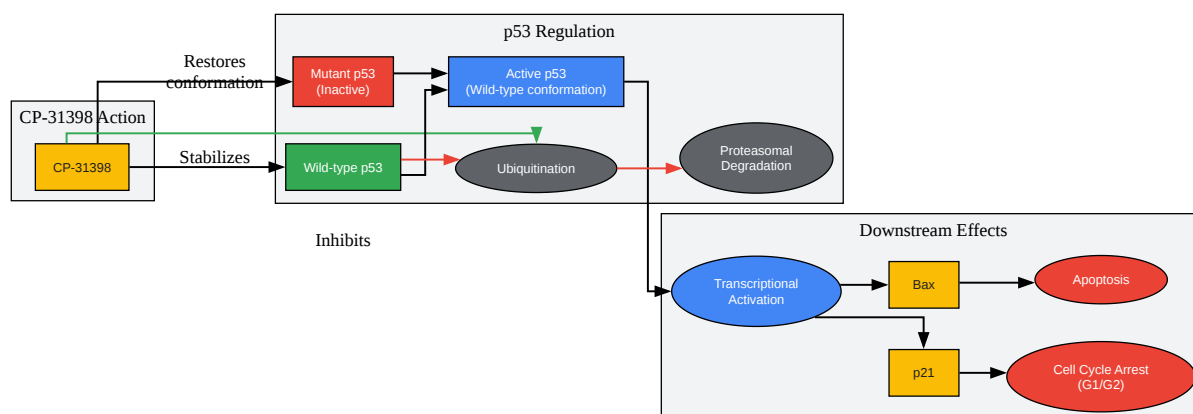 p53 Regulation
Restores
conformation
Mutant p53
(Inactive)
Active p53
(Wild-type conformation)
CP-31398 Action
CP-31398
Stabilizes
Wild-type p53
Ubiquitination
Proteasomal
Degradation
Inhibits
Downstream Effects
Transcriptional
Activation
Bax
Apoptosis
p21
Cell Cycle Arrest
(G1/G2)